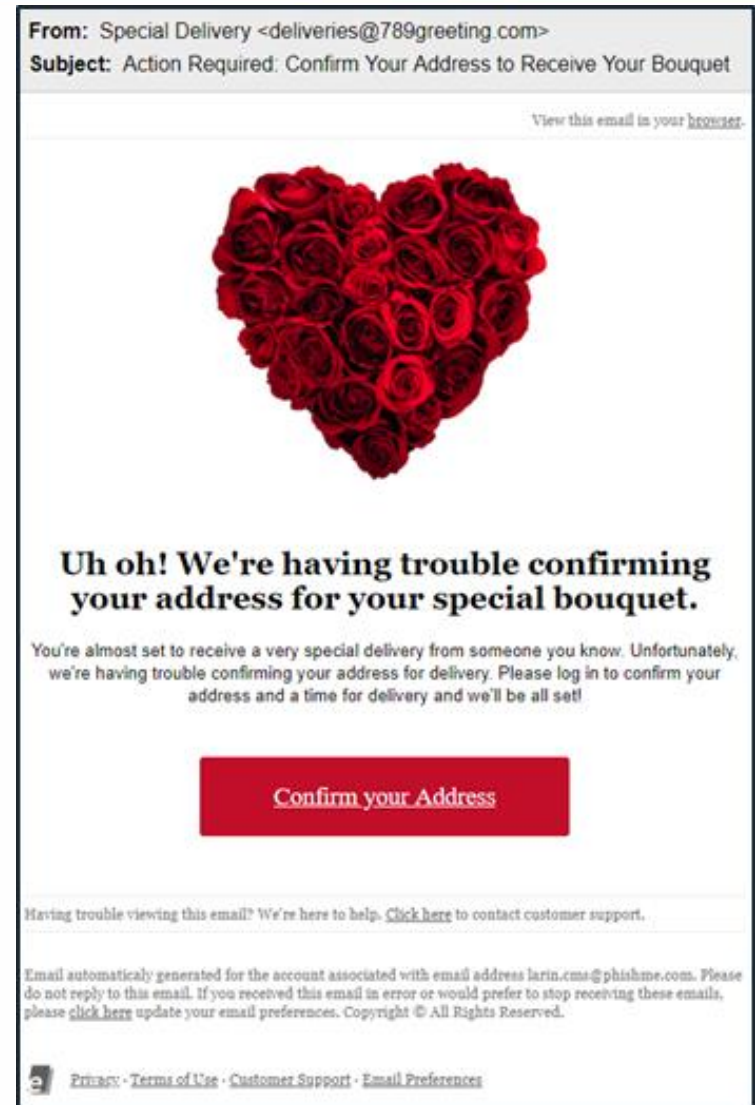 From: Special Delivery <deliveries@789greeting.com>
Subject: Action Required: Confirm Your Address to Receive Your Bouquet
View this email in your browser.
Uh oh! We're having trouble confirming
your address for your special bouquet.
You're almost set to receive a very special delivery from someone you know. Unfortunately,
we're having trouble confirming your address for delivery. Please log in to confirm your
address and a time for delivery and we'll be all set!
Confirm your Address
Having trouble viewing this email? We're here to help. Click here to contact customer support.
Email automaticaly generated for the account associated with email address larin.cms@phishme.com. Please
do not reply to this email. If you received this email in error or would prefer to stop receiving these emails,
please click here update your email preferences. Copyright © All Rights Reserved.
e Privacy · Terms of Use · Customer Support · Email Preferences